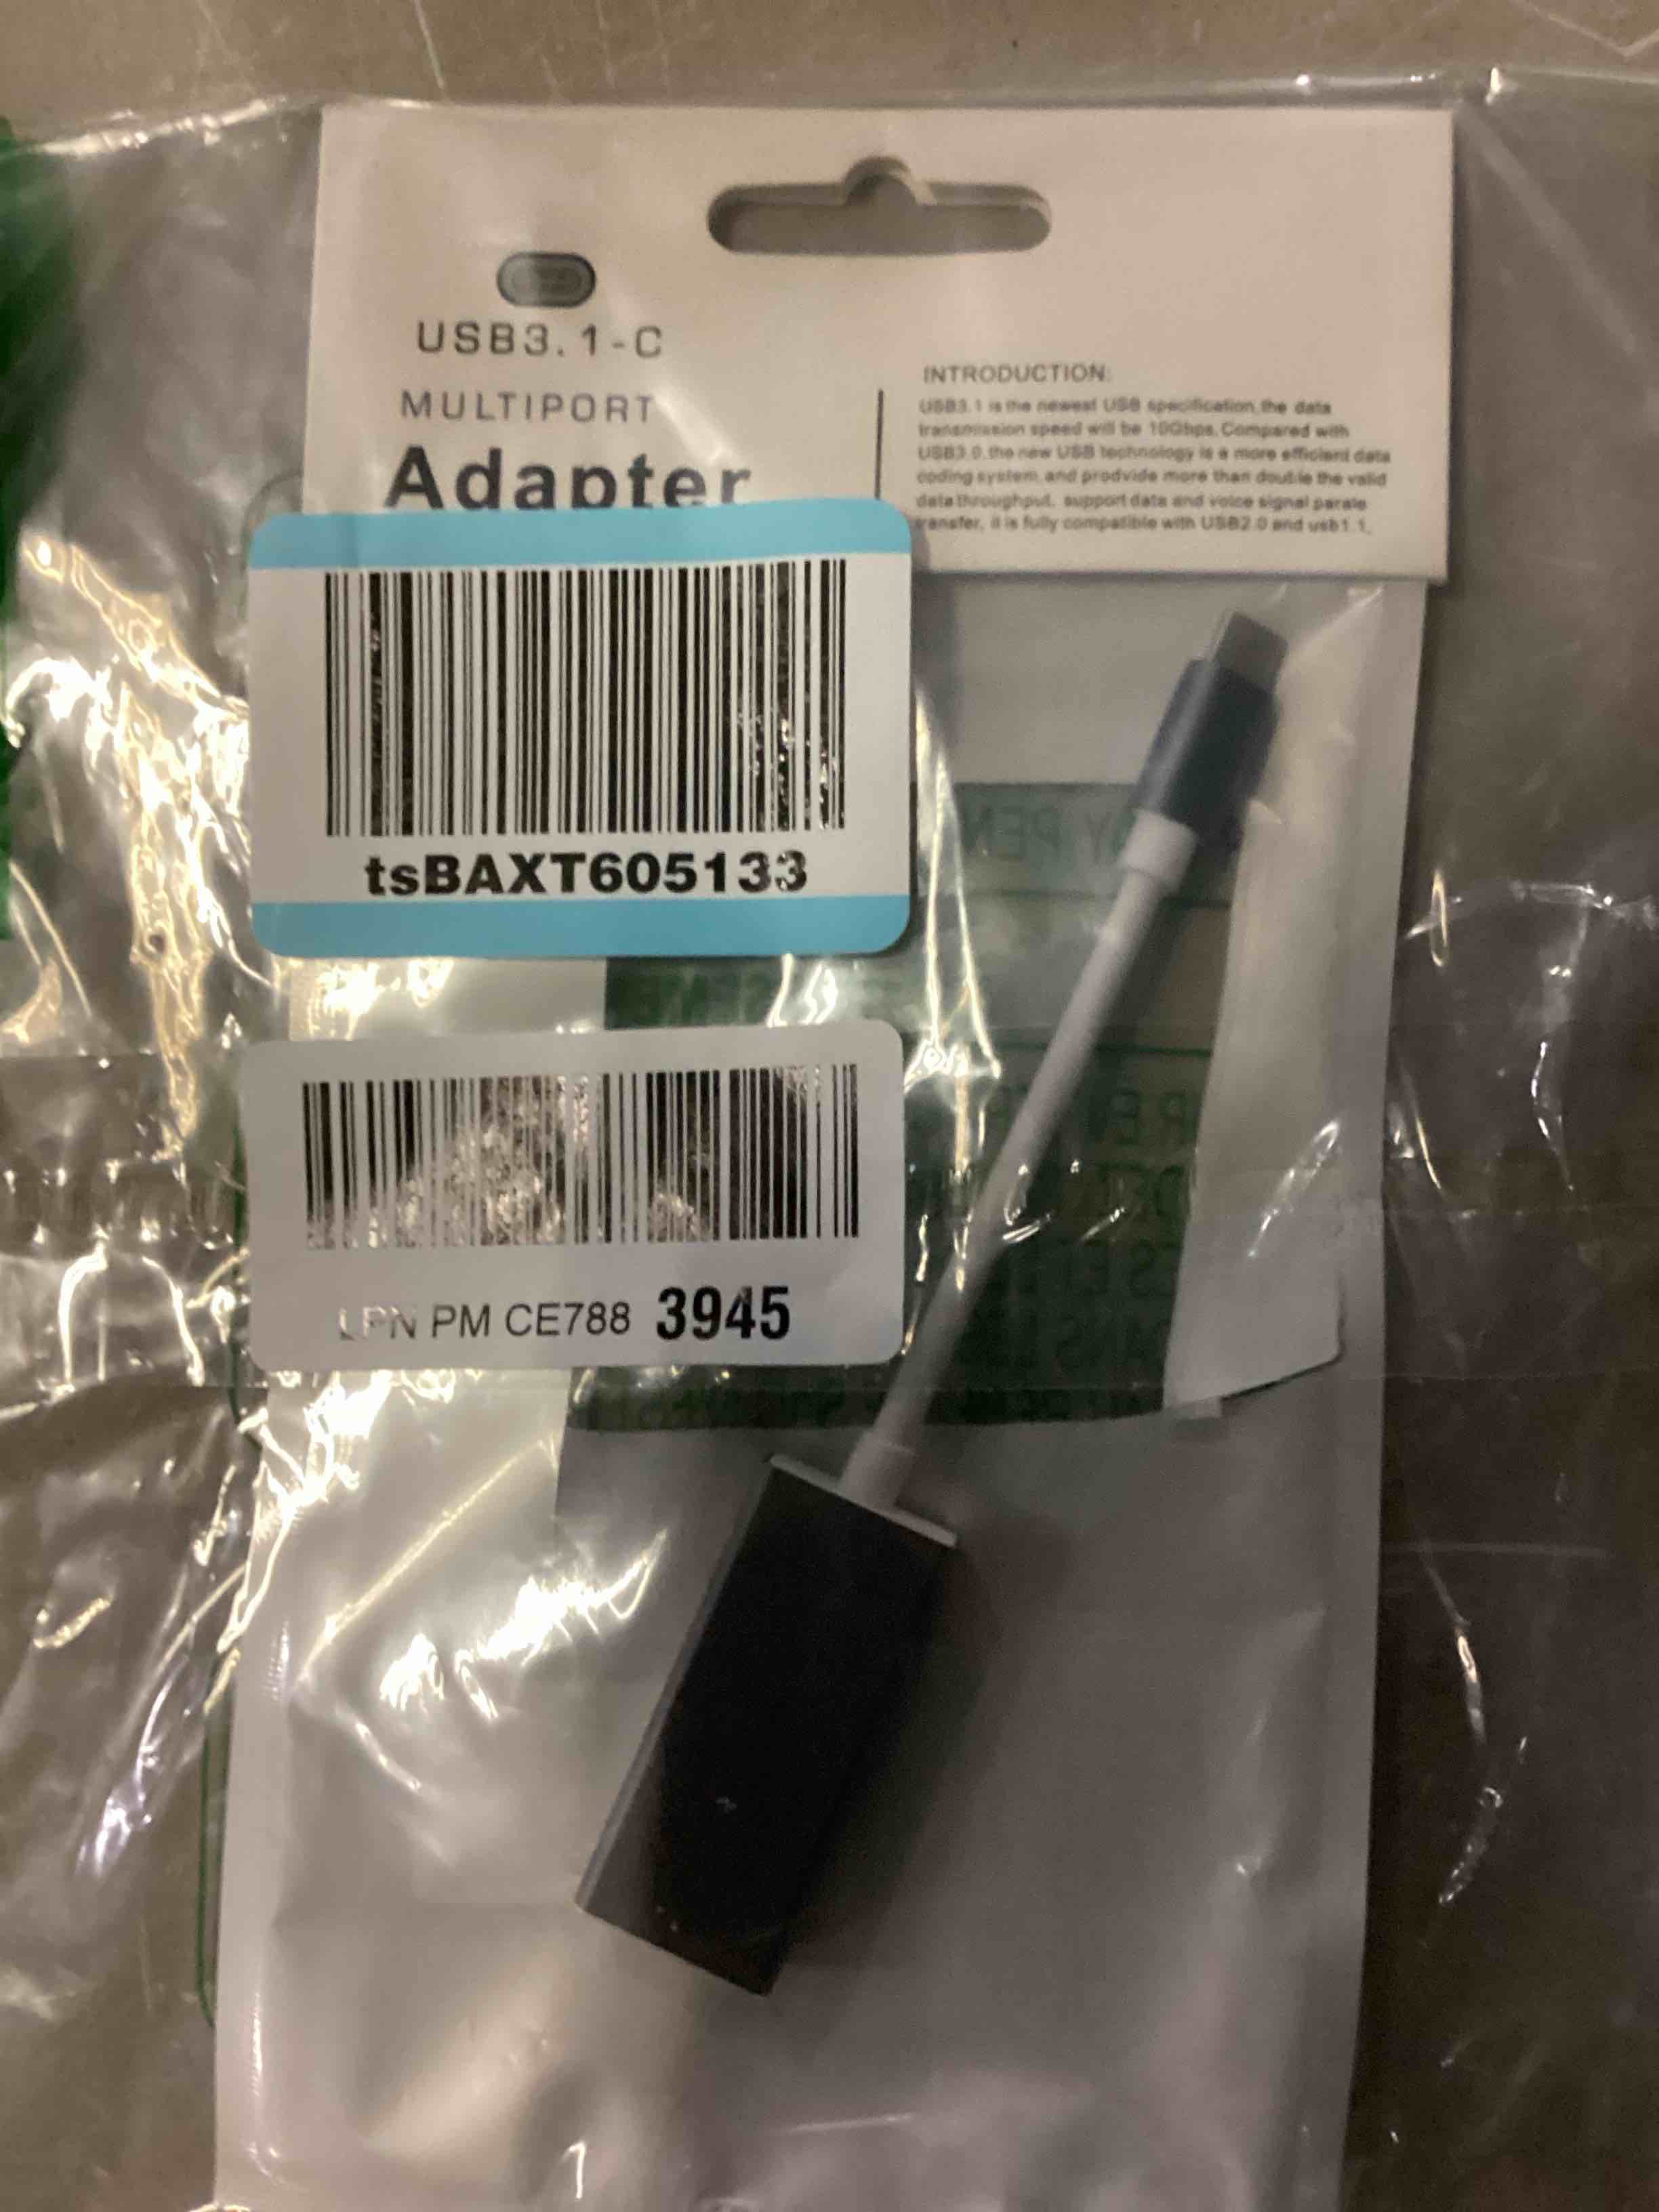 USB3.1-C
MULTIPORT
Adapter
INTRODUCTION:
USB3.1 is the newest USB specification,the data
transmission speed will be 10Gbps.Compared with
USB3.0,the new USB technology is a more efficient data
coding system,and prodvide more than double the valid
data throughput, support data and voice signal parale
transfer, it is fully compatible with USB2.0 and usb1.1,
tsBAXT605133
LPN PM CE788 3945